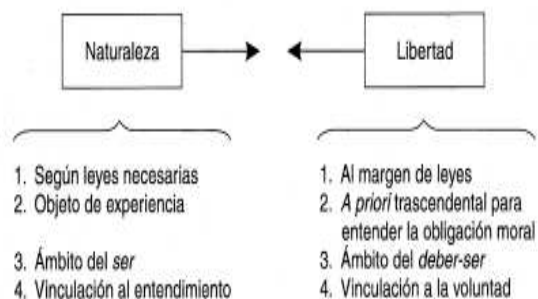 Naturaleza
Libertad
1. Según leyes necesarias
2. Objeto de experiencia
3. Ámbito del ser
4. Vinculación al entendimiento
1. Al margen de leyes
2. A priori trascendental para
entender la obligación moral
3. Ámbito del deber-ser
4. Vinculación a la voluntad